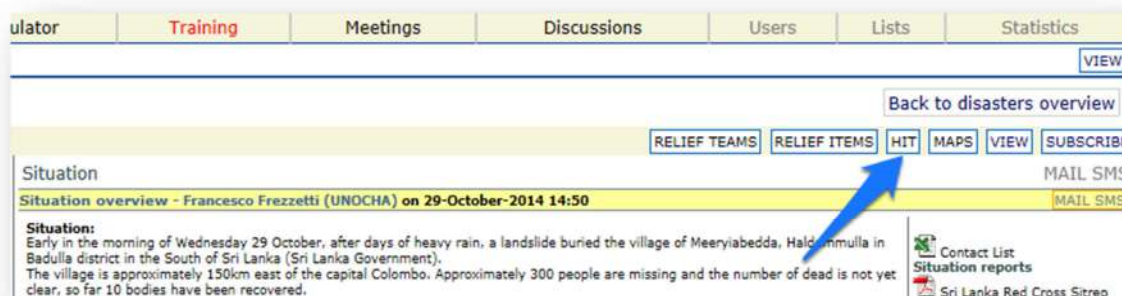 ulator Training Meetings Discussions Users Lists Statistics
VIEW
Back to disasters overview
RELIEF TEAMS RELIEF ITEMS HIT MAPS VIEW SUBSCRIBE
Situation MAIL SMS
Situation overview - Francesco Frezzetti (UNOCHA) on 29-October-2014 14:50 MAIL SMS
Situation:
Early in the morning of Wednesday 29 October, after days of heavy rain, a landslide buried the village of Meeryiabedda, in
Badulla district in the South of Sri Lanka (Sri Lanka Government).
The village is approximately 150km east of the capital Colombo. Approximately 300 people are missing and the number of dead is not yet
clear, so far 10 bodies have been recovered.
Contact List
Situation reports
Sri Lanka Red Cross Sitrep